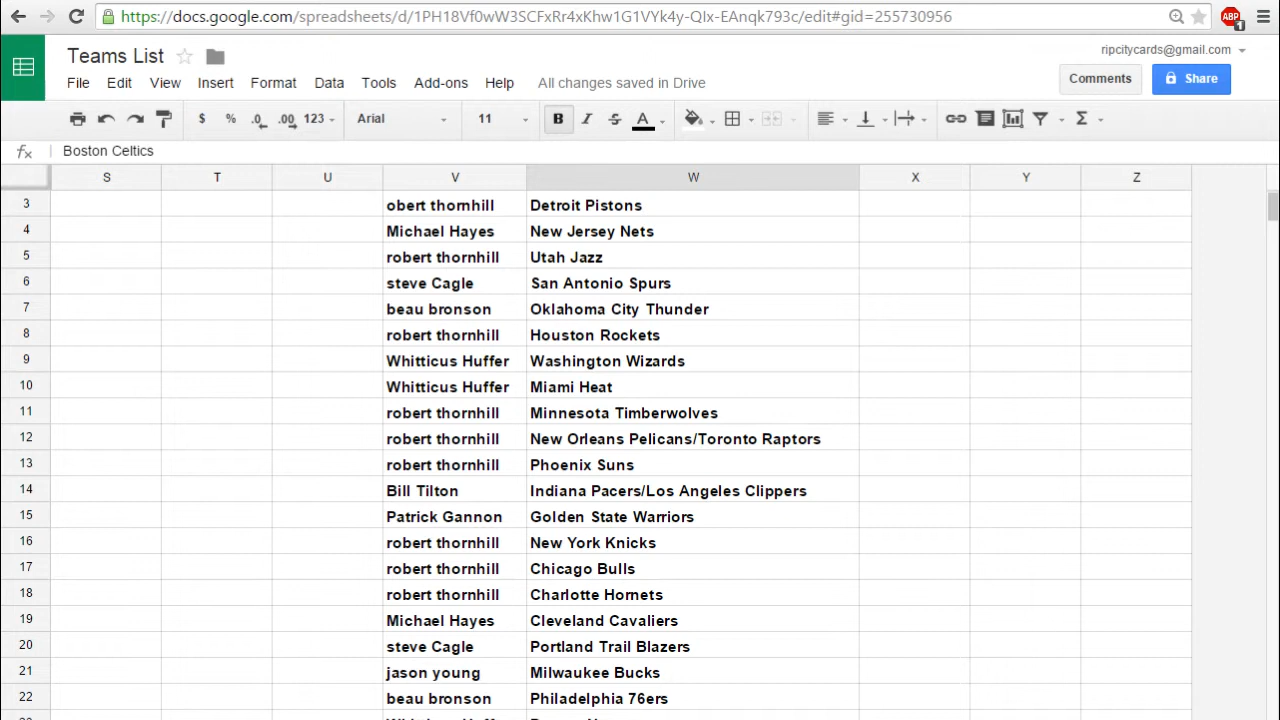 https://docs.google.com/spreadsheets/d/1PH18Vf0wW3SCFxRr4xKhw1G1VYk4y-QIx-EAnqk793c/edit#gid=255730956
ABP
1
Teams List
ripcitycards@gmail.com
File Edit View Insert Format Data Tools Add-ons Help All changes saved in Drive
Comments Share
$ % .0 .00 123 Arial 11 B I S A Σ
fx Boston Celtics
S T U V W X Y Z
3 obert thornhill Detroit Pistons
4 Michael Hayes New Jersey Nets
5 robert thornhill Utah Jazz
6 steve Cagle San Antonio Spurs
7 beau bronson Oklahoma City Thunder
8 robert thornhill Houston Rockets
9 Whitticus Huffer Washington Wizards
10 Whitticus Huffer Miami Heat
11 robert thornhill Minnesota Timberwolves
12 robert thornhill New Orleans Pelicans/Toronto Raptors
13 robert thornhill Phoenix Suns
14 Bill Tilton Indiana Pacers/Los Angeles Clippers
15 Patrick Gannon Golden State Warriors
16 robert thornhill New York Knicks
17 robert thornhill Chicago Bulls
18 robert thornhill Charlotte Hornets
19 Michael Hayes Cleveland Cavaliers
20 steve Cagle Portland Trail Blazers
21 jason young Milwaukee Bucks
22 beau bronson Philadelphia 76ers